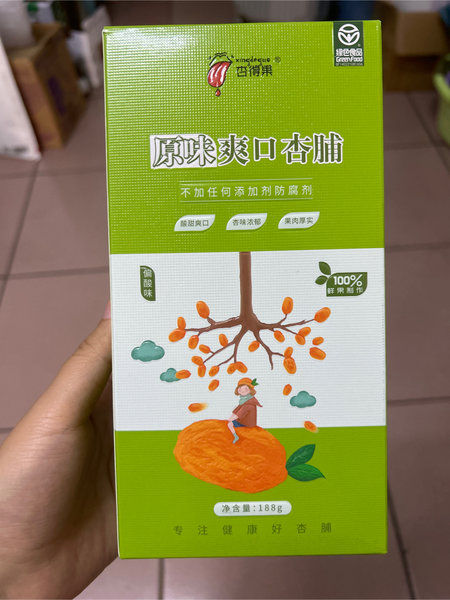 XINGDEGUO
杏得果®
绿色食品
GreenFood
原味爽口杏脯
不加任何添加剂防腐剂
酸甜爽口 杏味浓郁 果肉厚实
偏酸味
100%
鲜果制作
净含量:188g
专注健康好杏脯